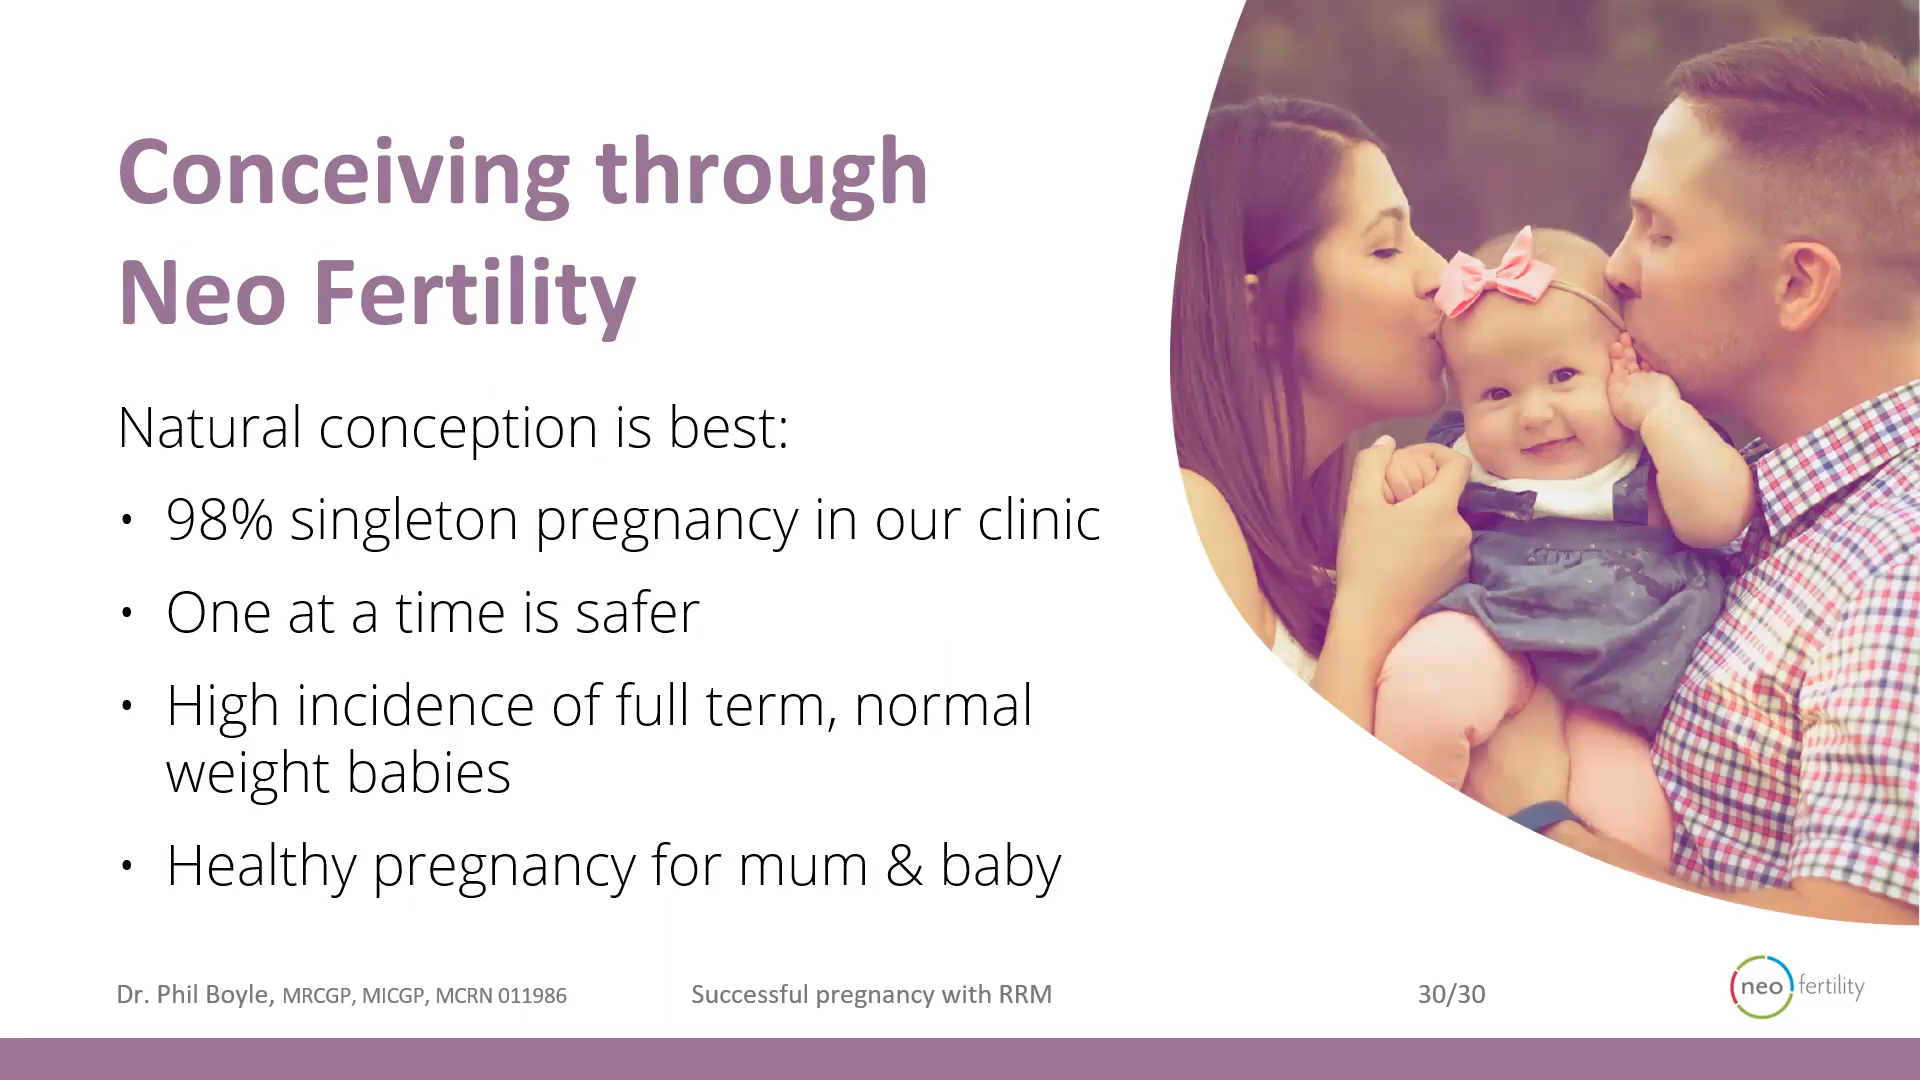 Conceiving through
Neo Fertility
Natural conception is best:
• 98% singleton pregnancy in our clinic
• One at a time is safer
• High incidence of full term, normal
weight babies
• Healthy pregnancy for mum & baby
Dr. Phil Boyle, MRCGP, MICGP, MCRN 011986 Successful pregnancy with RRM 30/30 neo fertility